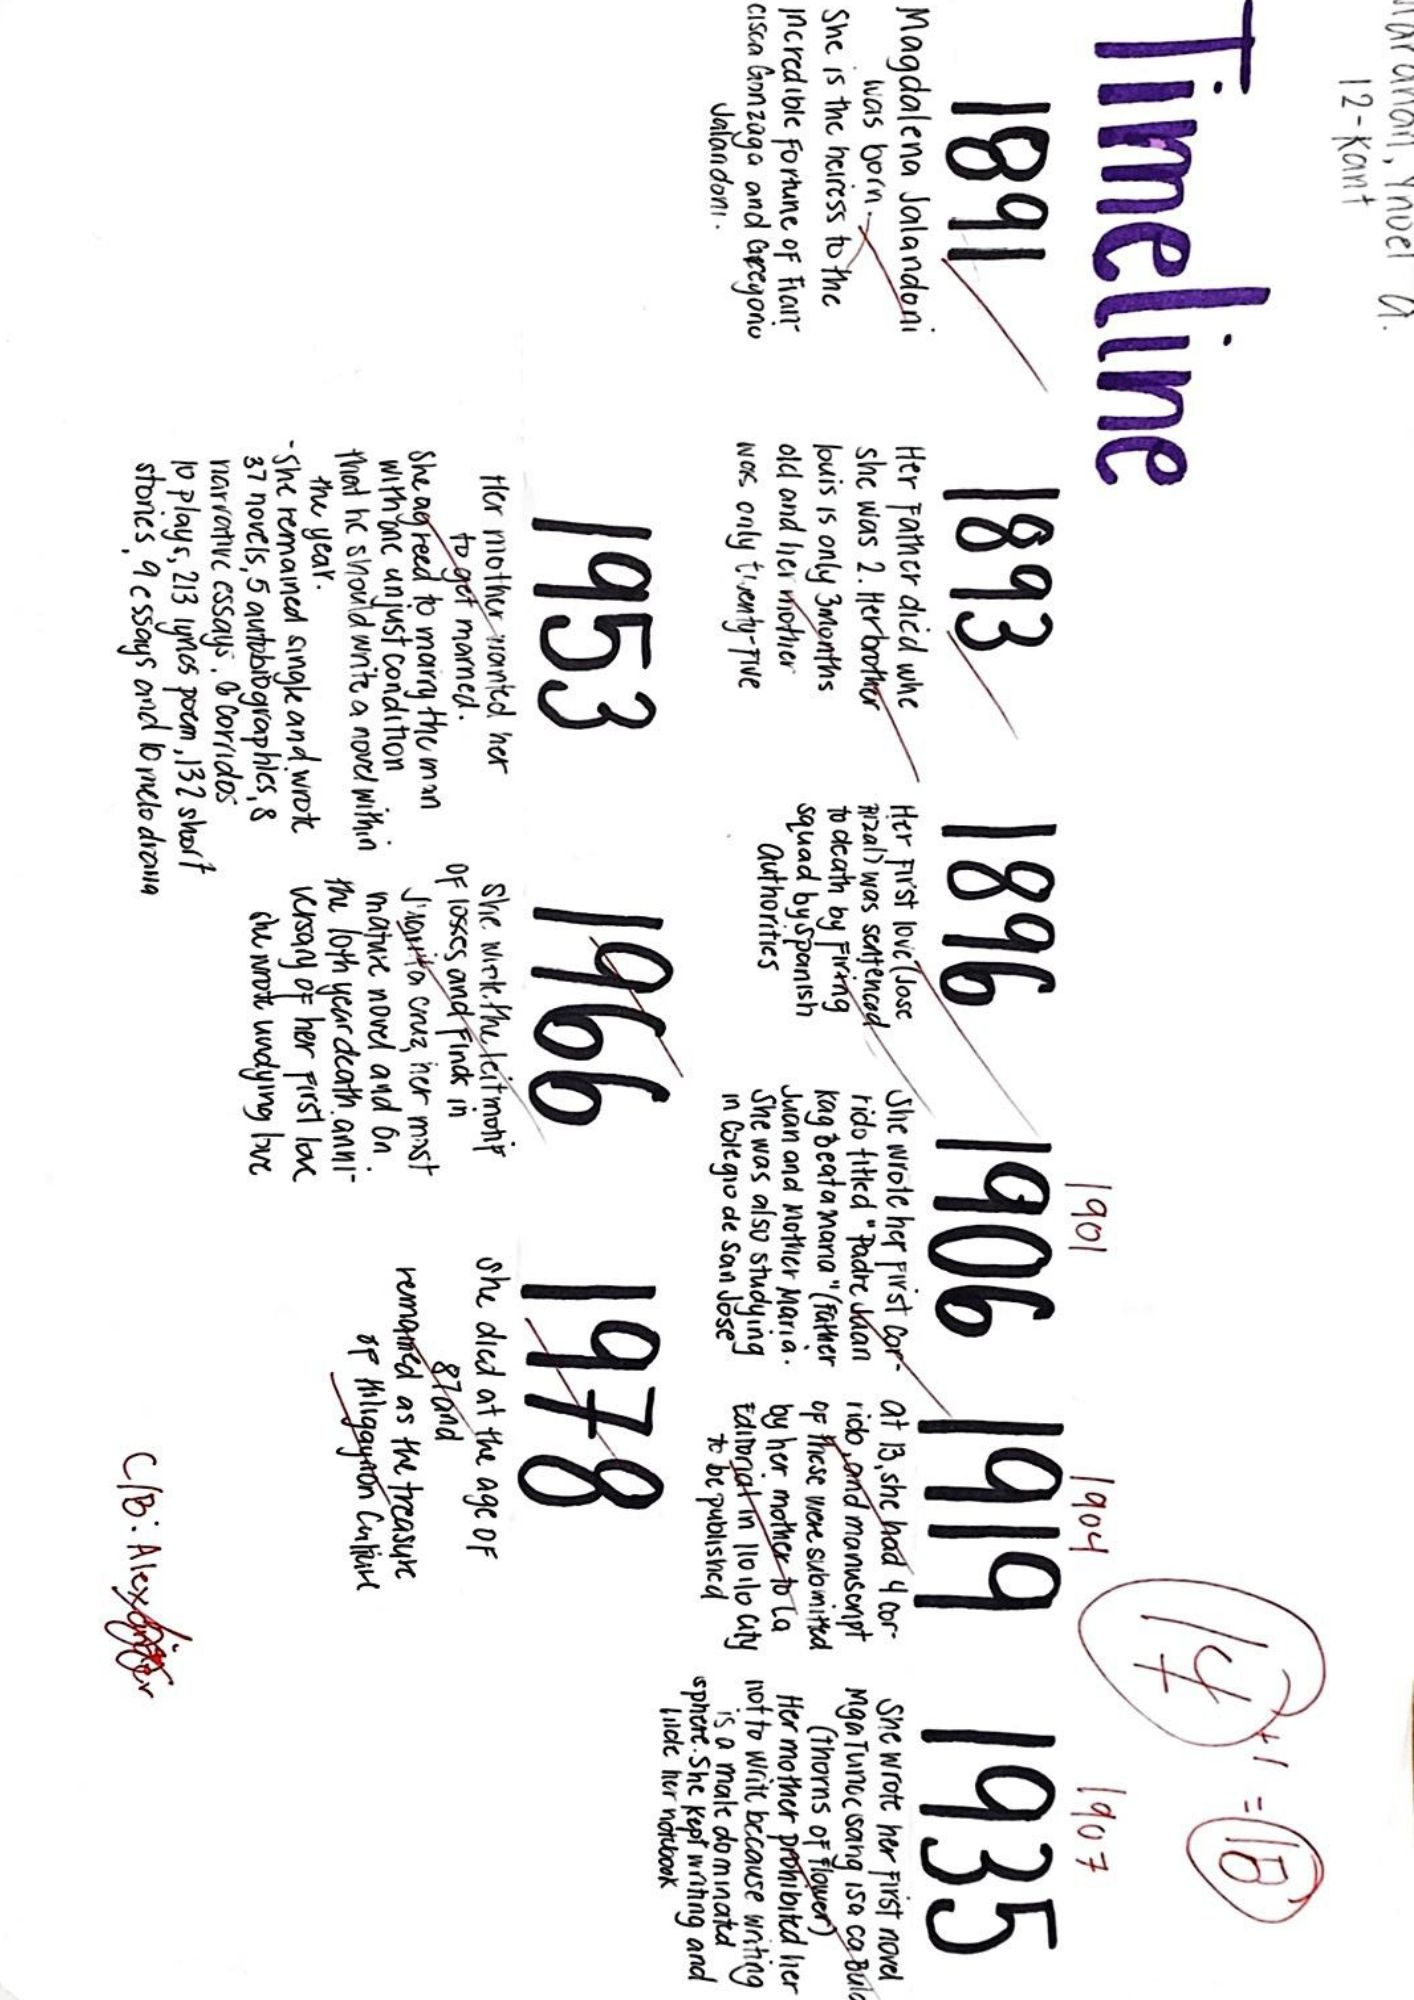 Ynoel A.
12-Kant
14 +1 = 18
Timeline
1891
Magdalena Jalandoni
was born.
She is the heiress to the
incredible fortune of Fran-
cisca Gonzaga and Gregorio
Jalandoni.
1893
Her Father died whe
she was 2. Her brother
louis is only 3 months
old and her mother
was only twenty-five
1896
Her first love (Jose
Rizal) was sentenced
to death by firing
squad by Spanish
Authorities
1901
1906
She wrote her first cor-
rido titled "Padre Juan
Kag Beata Maria" (Father
Juan and Mother Maria.
She was also studying
in Colegio de San Jose
1904
1919
at 13, she had 4 cor-
rido, and manuscript
of these were submitted
by her mother to La
Editorial in Iloilo City
to be published
1907
1935
She wrote her first novel
Mga Tunoc sang isa ca Bula
(thorns of flower)
Her mother prohibited her
not to write because writing
is a male dominated
sphere. She kept writing and
hide her notebook
1953
Her mother wanted her
to get married.
She agreed to marry the man
with one unjust condition
that he should write a novel within
the year.
-She remained single and wrote
37 novels, 5 autobiographies, 8
narrative essays, 6 corridos
10 plays, 213 lyrics poem, 132 short
stories, 9 essays and 10 melodrama
1966
She wrote the leitmotif
of losses and finds in
Juanita Cruz, her most
mature novel and on
the 10th year death anni-
versary of her first love
she wrote undying love
1978
She died at the age of
87 and
remained as the treasure
of Hiligaynon Culture
C/B: Alexander